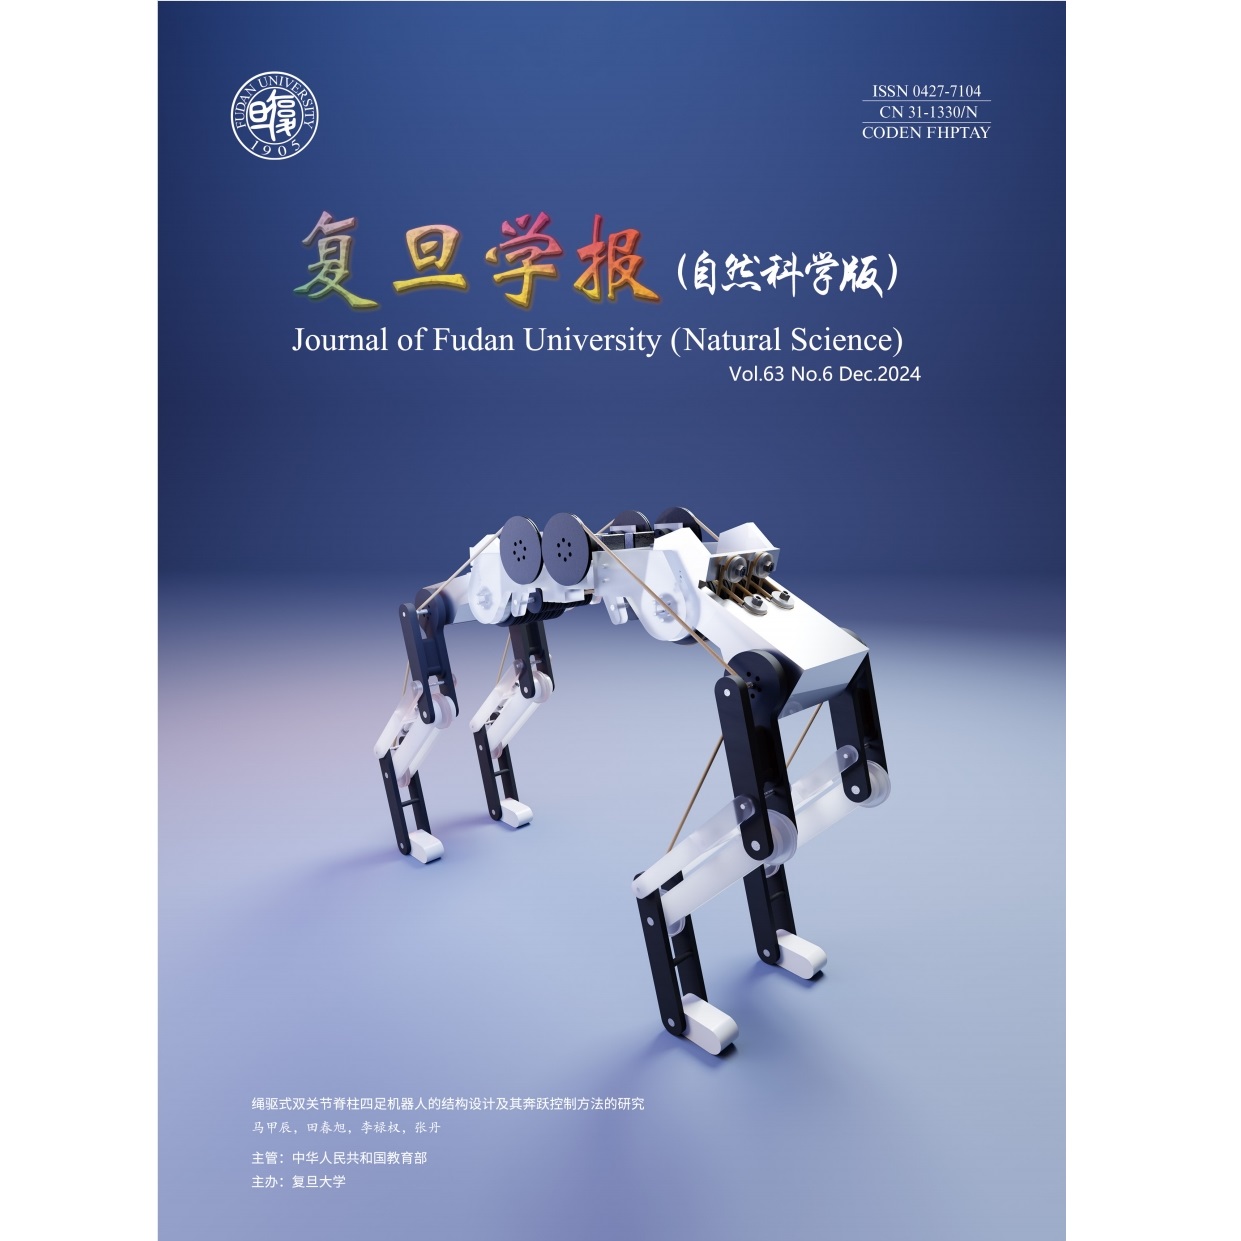 FUDAN UNIVERSITY
1905
ISSN 0427-7104
CN 31-1330/N
CODEN FHPTAY
复旦学报(自然科学版)
Journal of Fudan University (Natural Science)
Vol.63 No.6 Dec.2024
绳驱式双关节脊柱四足机器人的结构设计及其奔跃控制方法的研究
马甲辰，田春旭，李禄权，张丹
主管：中华人民共和国教育部
主办：复旦大学